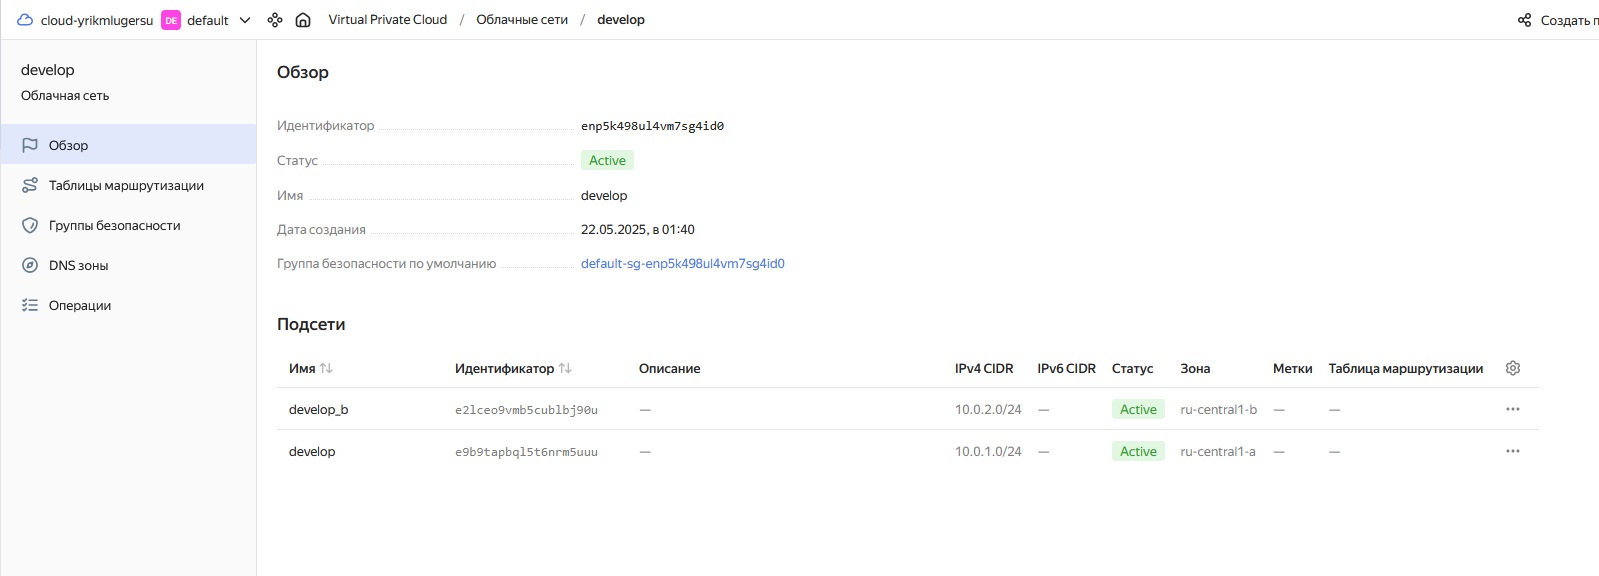 cloud-yrikmlugersu DE default Virtual Private Cloud / Облачные сети / develop Создать п
develop
Облачная сеть
Обзор
Таблицы маршрутизации
Группы безопасности
DNS зоны
Операции
Обзор
Идентификатор enp5k498ul4vm7sg4id0
Статус Active
Имя develop
Дата создания 22.05.2025, в 01:40
Группа безопасности по умолчанию default-sg-enp5k498ul4vm7sg4id0
Подсети
Имя Идентификатор Описание IPv4 CIDR IPv6 CIDR Статус Зона Метки Таблица маршрутизации
develop_b e2lceo9vmb5cublbj90u — 10.0.2.0/24 — Active ru-central1-b — —
develop e9b9tapbql5t6nrm5uuu — 10.0.1.0/24 — Active ru-central1-a — —